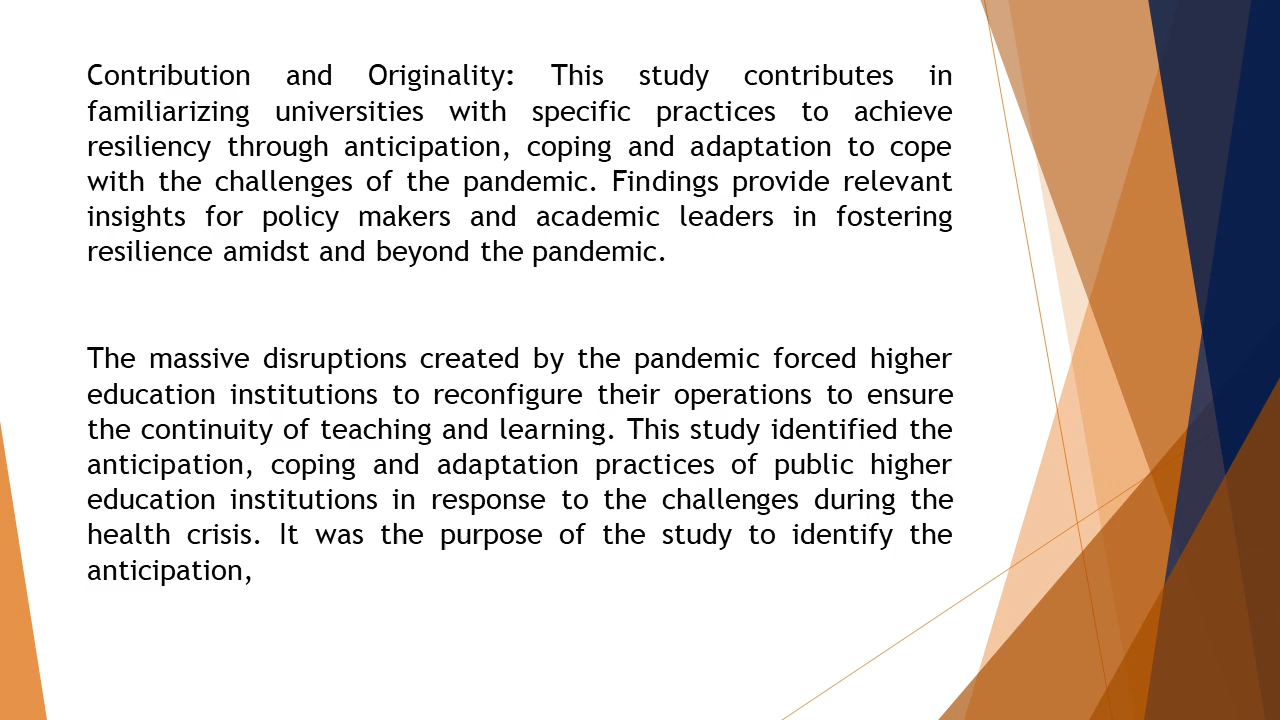 Contribution and Originality: This study contributes in
familiarizing universities with specific practices to achieve
resiliency through anticipation, coping and adaptation to cope
with the challenges of the pandemic. Findings provide relevant
insights for policy makers and academic leaders in fostering
resilience amidst and beyond the pandemic.
The massive disruptions created by the pandemic forced higher
education institutions to reconfigure their operations to ensure
the continuity of teaching and learning. This study identified the
anticipation, coping and adaptation practices of public higher
education institutions in response to the challenges during the
health crisis. It was the purpose of the study to identify the
anticipation,